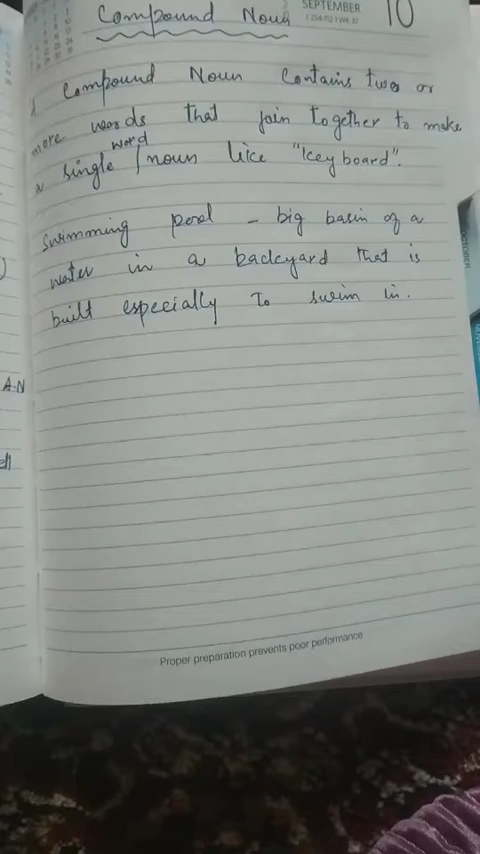 Compound Noun
SEPTEMBER
10
A Compound Noun Contains two or
more words that join together to make
word
a single / noun like "Key board".
Swimming pool - big basin of a
water in a backyard that is
built especially to swim in.
A.N
OCTOBER
Proper preparation prevents poor performance